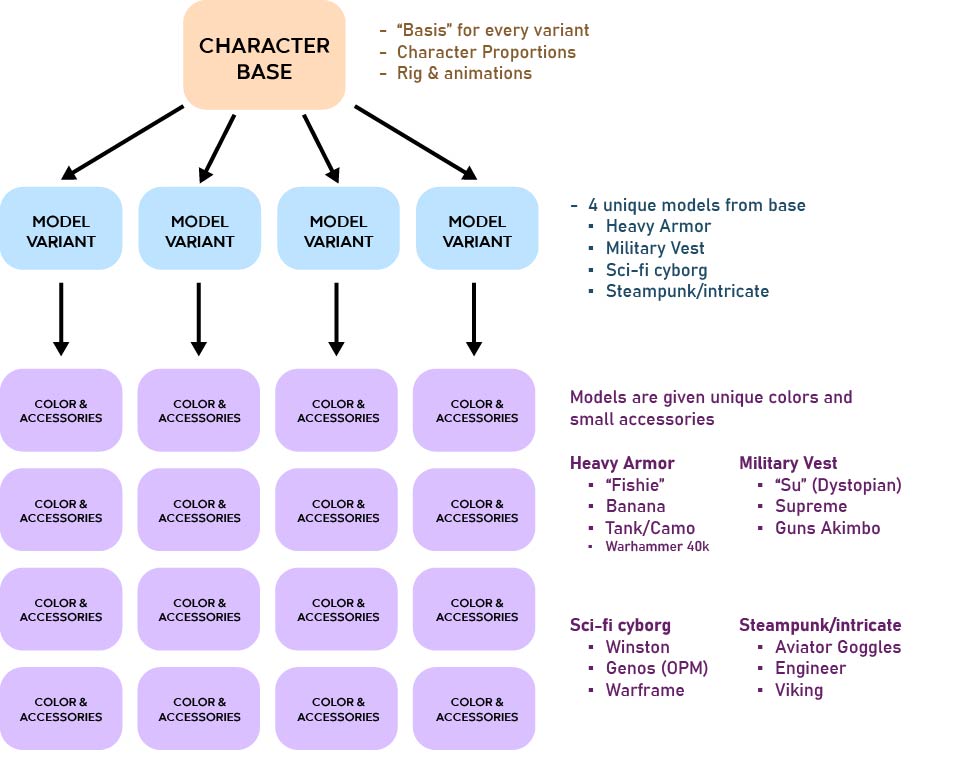 CHARACTER
BASE
- “Basis” for every variant
- Character Proportions
- Rig & animations
MODEL
VARIANT
MODEL
VARIANT
MODEL
VARIANT
MODEL
VARIANT
- 4 unique models from base
▪ Heavy Armor
▪ Military Vest
▪ Sci-fi cyborg
▪ Steampunk/intricate
COLOR &
ACCESSORIES
COLOR &
ACCESSORIES
COLOR &
ACCESSORIES
COLOR &
ACCESSORIES
COLOR &
ACCESSORIES
COLOR &
ACCESSORIES
COLOR &
ACCESSORIES
COLOR &
ACCESSORIES
COLOR &
ACCESSORIES
COLOR &
ACCESSORIES
COLOR &
ACCESSORIES
COLOR &
ACCESSORIES
COLOR &
ACCESSORIES
COLOR &
ACCESSORIES
COLOR &
ACCESSORIES
COLOR &
ACCESSORIES
Models are given unique colors and
small accessories
Heavy Armor
▪ “Fishie”
▪ Banana
▪ Tank/Camo
▪ Warhammer 40k
Military Vest
▪ “Su” (Dystopian)
▪ Supreme
▪ Guns Akimbo
Sci-fi cyborg
▪ Winston
▪ Genos (OPM)
▪ Warframe
Steampunk/intricate
▪ Aviator Goggles
▪ Engineer
▪ Viking